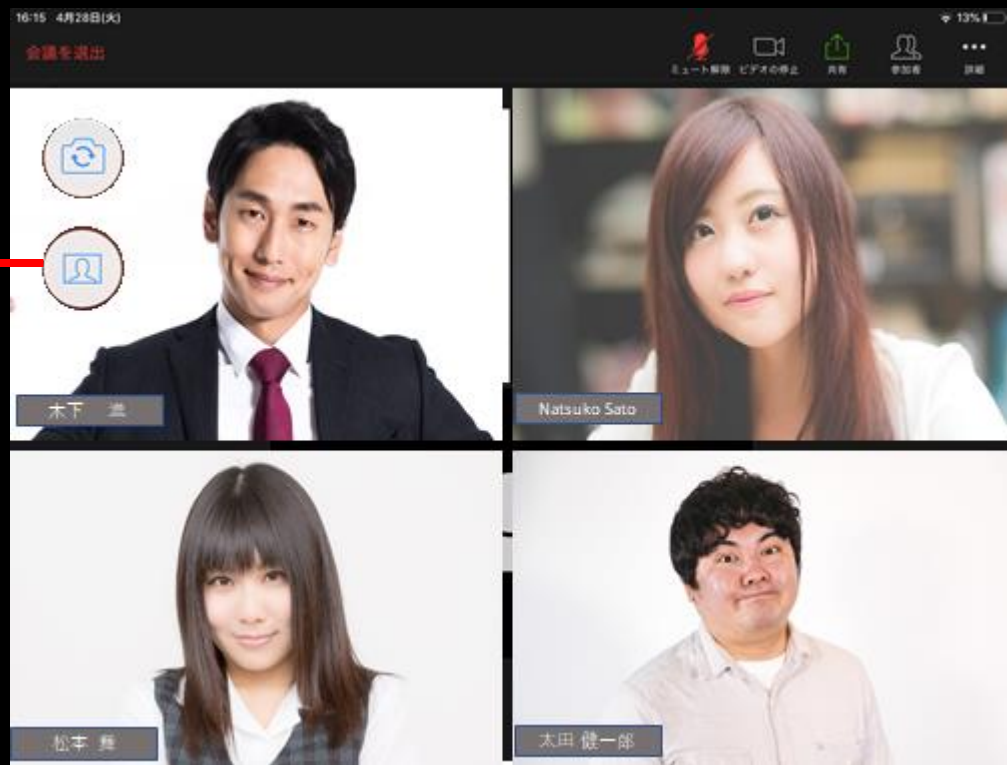 16:15 4月28日(火)
13%
会議を退出
ミュート解除 ビデオの停止 共有 参加者 詳細
木下
Natsuko Sato
松本 舞
太田 健一郎